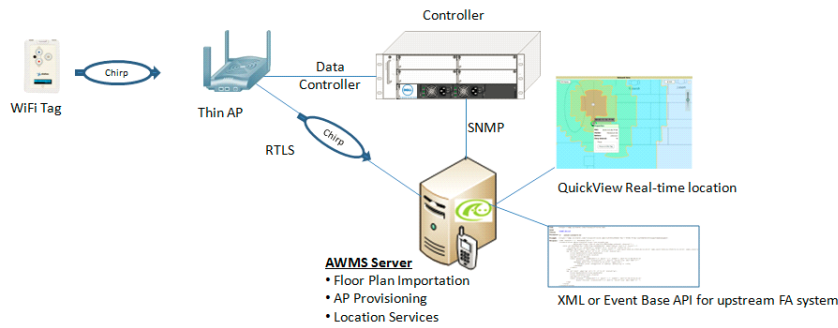 Controller
Chirp
WiFi Tag
Thin AP
Data
Controller
DELL
SNMP
RTLS
Chirp
QuickView Real-time location
AWMS Server
• Floor Plan Importation
• AP Provisioning
• Location Services
XML or Event Base API for upstream FA system